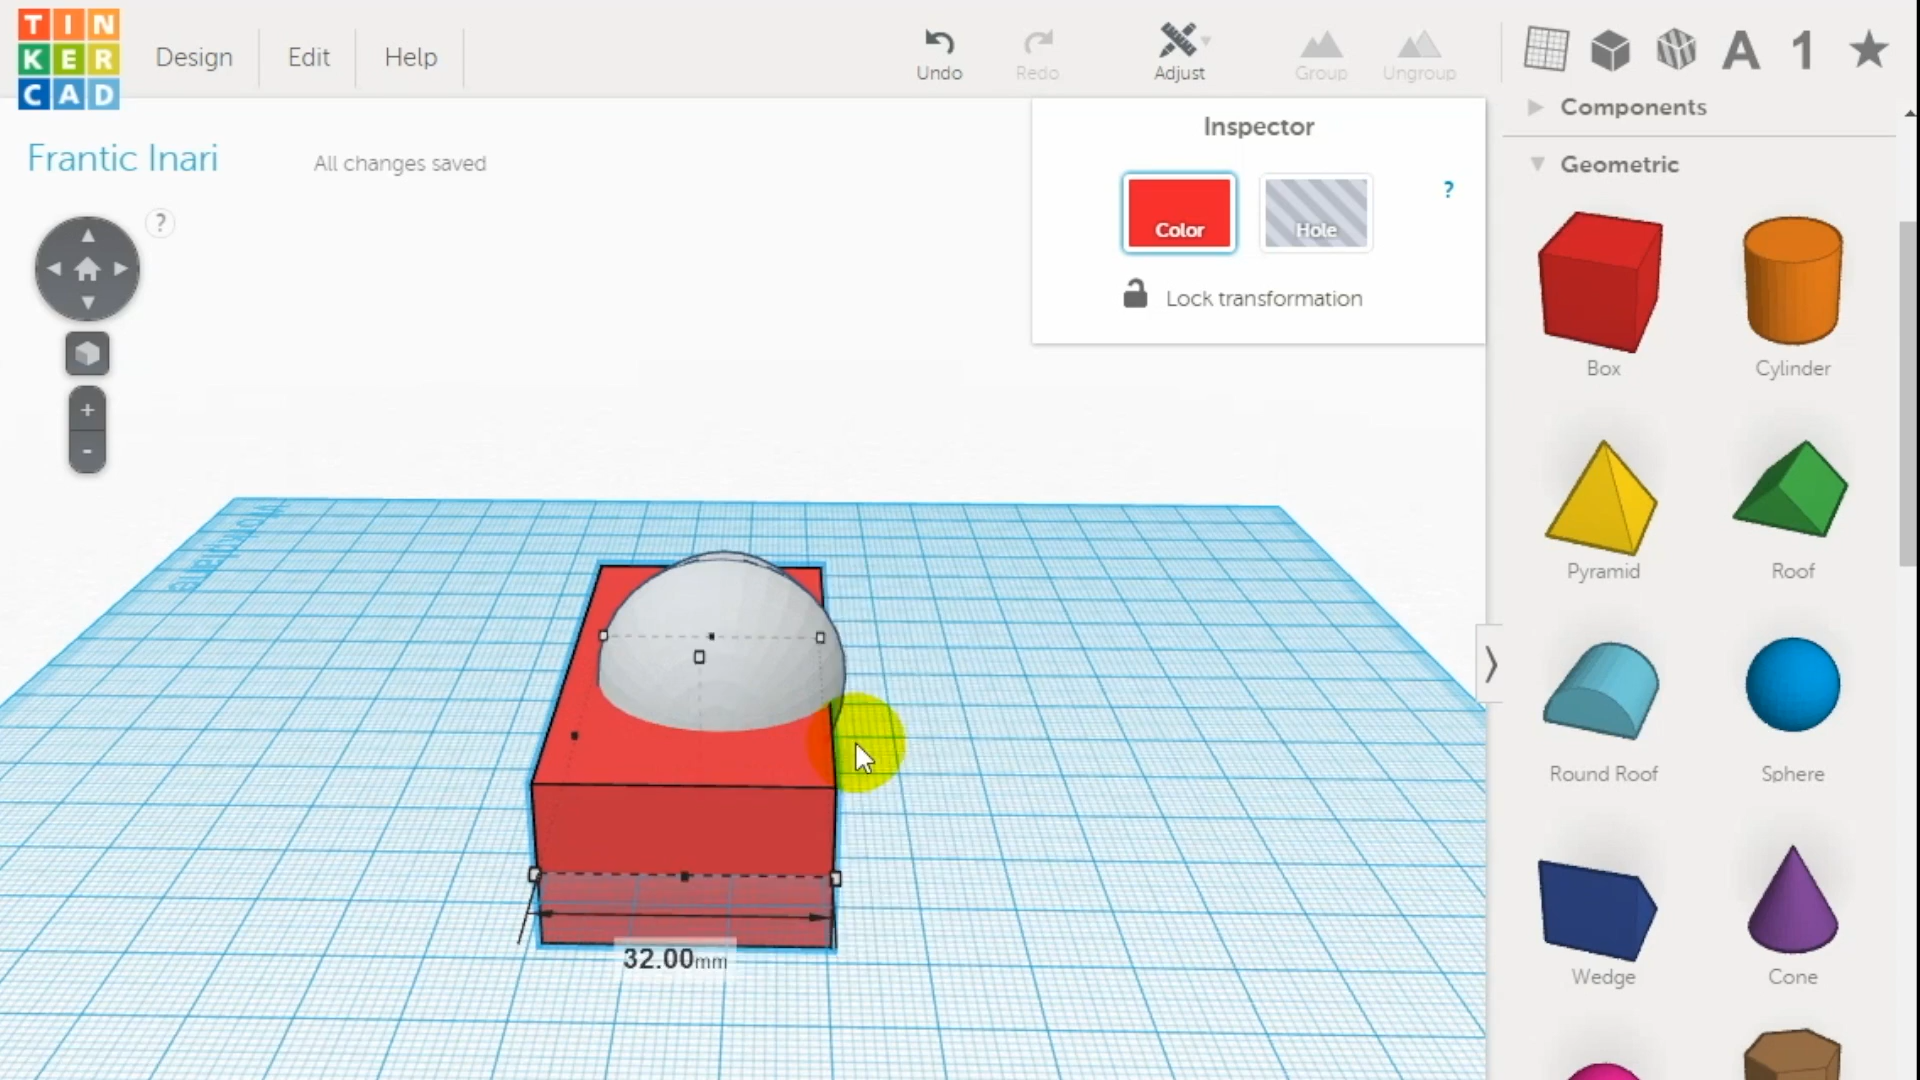 TIN
KER
CAD
Design
Edit
Help
Undo
Redo
Adjust
Group
Ungroup
A
1
Frantic Inari
All changes saved
?
Inspector
Color
Hole
?
Lock transformation
Components
Geometric
Box
Cylinder
Pyramid
Roof
Round Roof
Sphere
Wedge
Cone
+
-
Workplane
32.00mm